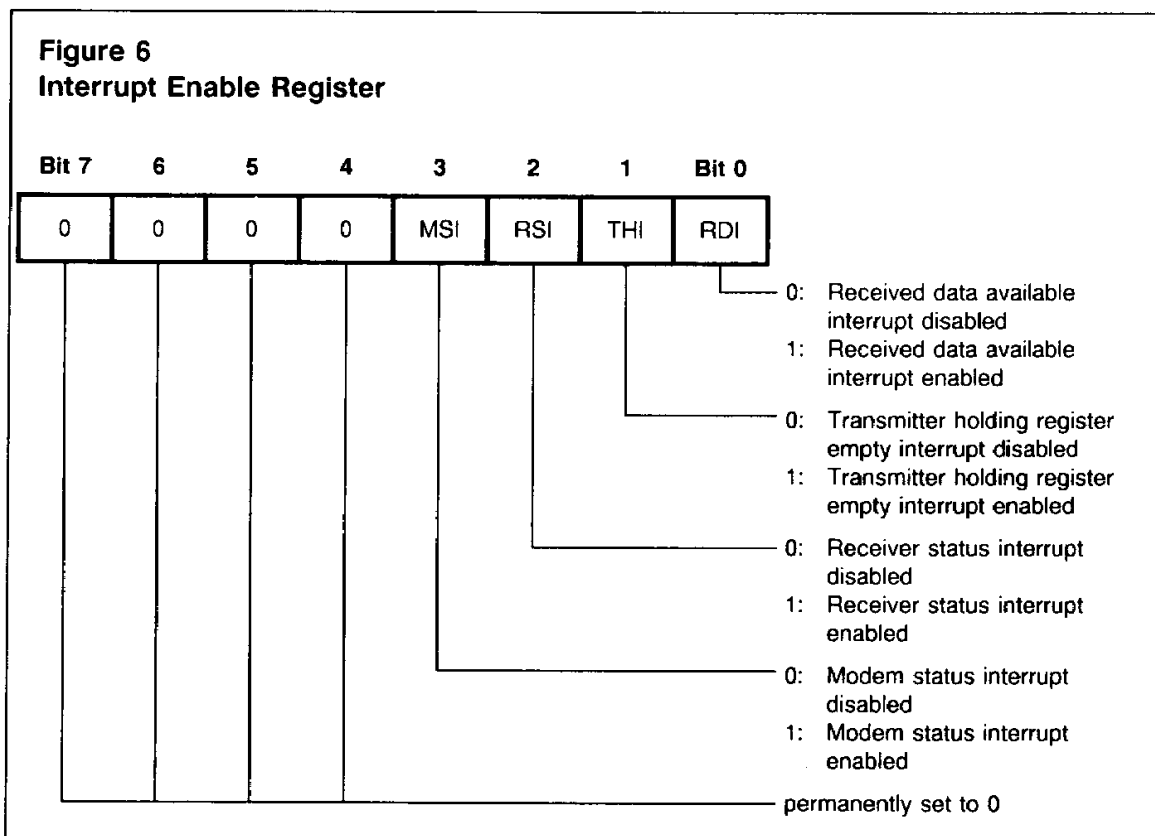 Figure 6
Interrupt Enable Register
Bit 7 6 5 4 3 2 1 Bit 0
0 0 0 0 MSI RSI THI RDI
0: Received data available
interrupt disabled
1: Received data available
interrupt enabled
0: Transmitter holding register
empty interrupt disabled
1: Transmitter holding register
empty interrupt enabled
0: Receiver status interrupt
disabled
1: Receiver status interrupt
enabled
0: Modem status interrupt
disabled
1: Modem status interrupt
enabled
permanently set to 0